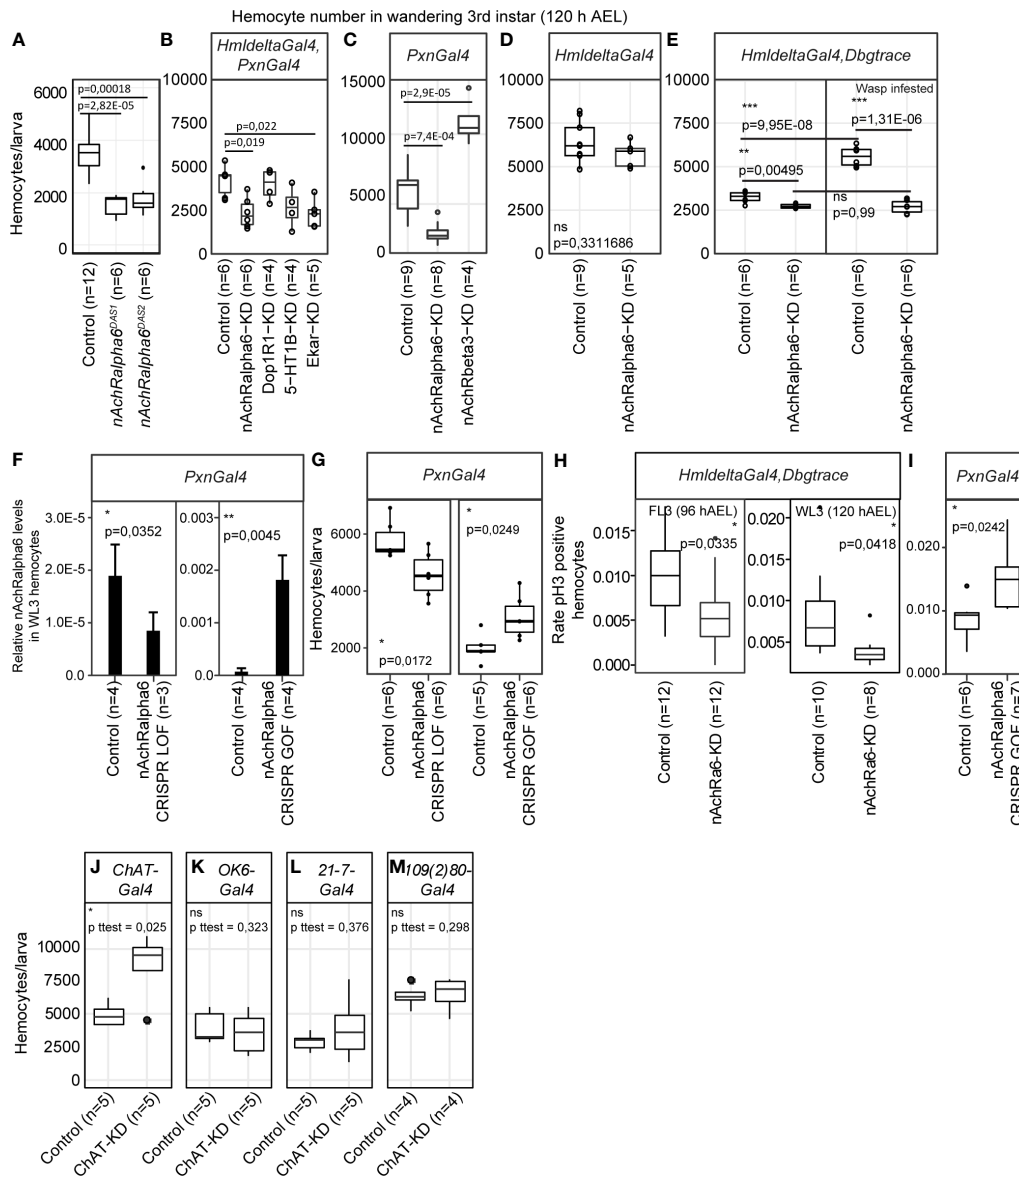 Hemocyte number in wandering 3rd instar (120 h AEL)
A
Hemocytes/larva
6000
4000
2000
0
p=0,00018
p=2,82E-05
Control (n=12)
nAchRalpha6DAS1 (n=6)
nAchRalpha6DAS2 (n=6)
B
HmldeltaGal4,
PxnGal4
10000
7500
5000
2500
0
p=0,022
p=0,019
Control (n=6)
nAchRalpha6−KD (n=6)
Dop1R1−KD (n=4)
5−HT1B−KD (n=4)
Ekar−KD (n=5)
C
PxnGal4
15000
10000
5000
0
p=2,9E-05
p=7,4E-04
Control (n=9)
nAchRalpha6−KD (n=8)
nAchRbeta3−KD (n=4)
D
HmldeltaGal4
10000
7500
5000
2500
0
ns
p=0,3311686
Control (n=9)
nAchRalpha6−KD (n=5)
E
HmldeltaGal4,Dbgtrace
10000
7500
5000
2500
0
Wasp infested
***
p=9,95E-08
**
p=0,00495
***
p=1,31E-06
ns
p=0,99
Control (n=6)
nAchRalpha6−KD (n=6)
Control (n=6)
nAchRalpha6−KD (n=6)
F
PxnGal4
Relative nAchRalpha6 levels
in WL3 hemocytes
3.0E-5
2.0E-5
1.0E-5
0.0
*
p=0,0352
0.003
0.002
0.001
0.0
**
p=0,0045
Control (n=4)
nAchRalpha6
CRISPR LOF (n=3)
Control (n=4)
nAchRalpha6
CRISPR GOF (n=4)
G
PxnGal4
Hemocytes/larva
6000
4000
2000
*
p=0,0172
*
p=0,0249
Control (n=6)
nAchRalpha6
CRISPR LOF (n=6)
Control (n=5)
nAchRalpha6
CRISPR GOF (n=6)
H
HmldeltaGal4,Dbgtrace
Rate pH3 positive
hemocytes
0.015
0.010
0.005
0.000
FL3 (96 hAEL)
*
p=0,0335
0.020
0.015
0.010
0.005
WL3 (120 hAEL)
*
p=0,0418
Control (n=12)
nAchRa6-KD (n=12)
Control (n=10)
nAchRa6-KD (n=8)
I
PxnGal4
0.020
0.010
0.000
*
p=0,0242
Control (n=6)
nAchRalpha6
J
ChAT-
Gal4
Hemocytes/larva
10000
7500
5000
2500
0
*
p ttest = 0,025
Control (n=5)
ChAT-KD (n=5)
K
OK6-
Gal4
ns
p ttest = 0,323
Control (n=5)
ChAT-KD (n=5)
L
21-7-
Gal4
ns
p ttest = 0,376
Control (n=5)
ChAT-KD (n=5)
M
109(2)80-
Gal4
ns
p ttest = 0,298
Control (n=4)
ChAT-KD (n=4)